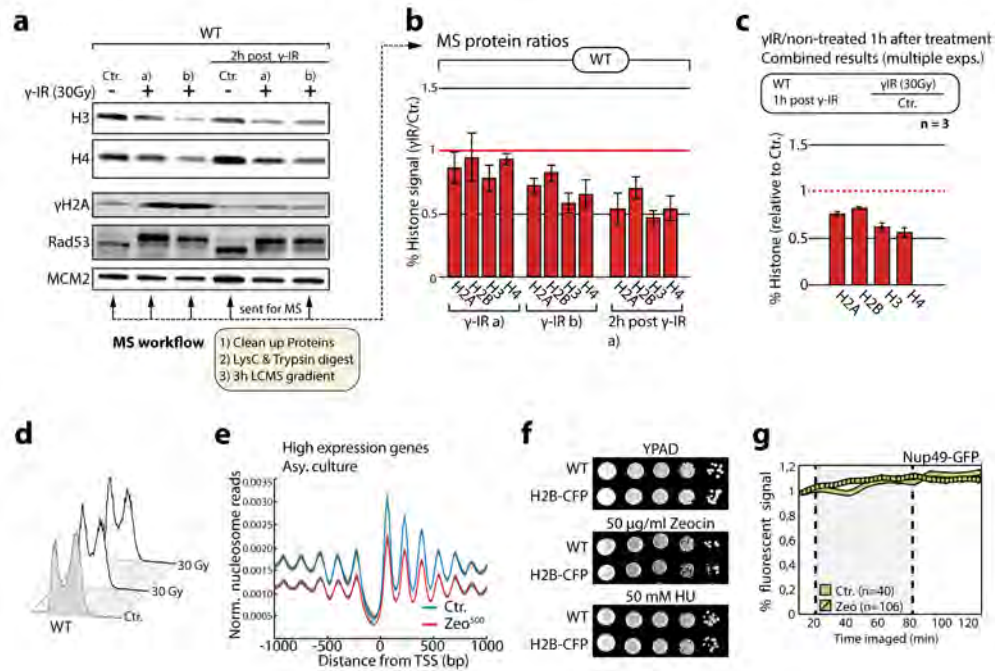 a
WT
2h post γ-IR
Ctr. a) b) Ctr. a) b)
γ-IR (30Gy) - + + - + +
H3
H4
γH2A
Rad53
MCM2
sent for MS
MS workflow
1) Clean up Proteins
2) LysC & Trypsin digest
3) 3h LCMS gradient
b
MS protein ratios
WT
% Histone signal (γIR/Ctr.)
1.5
1
0.5
0
H2A H2B H3 H4 H2A H2B H3 H4 H2A H2B H3 H4
γ-IR a) γ-IR b) 2h post γ-IR
a)
c
γIR/non-treated 1h after treatment
Combined results (multiple exps.)
WT γIR (30Gy)
1h post γ-IR Ctr.
n = 3
% Histone (relative to Ctr.)
1.5
1
0.5
0
H2A H2B H3 H4
d
30 Gy
30 Gy
Ctr.
WT
e
High expression genes
Asy. culture
Norm. nucleosome reads
0.0035
0.0030
0.0025
0.0020
0.0015
0.0010
0.0005
Ctr.
Zeo500
-1000 -500 0 500 1000
Distance from TSS (bp)
f
YPAD
WT
H2B-CFP
50 µg/ml Zeocin
WT
H2B-CFP
50 mM HU
WT
H2B-CFP
g
Nup49-GFP
% fluorescent signal
1,2
1
0,8
0,6
0,4
0,2
0
Ctr. (n=40)
Zeo (n=106)
20 40 60 80 100 120
Time imaged (min)